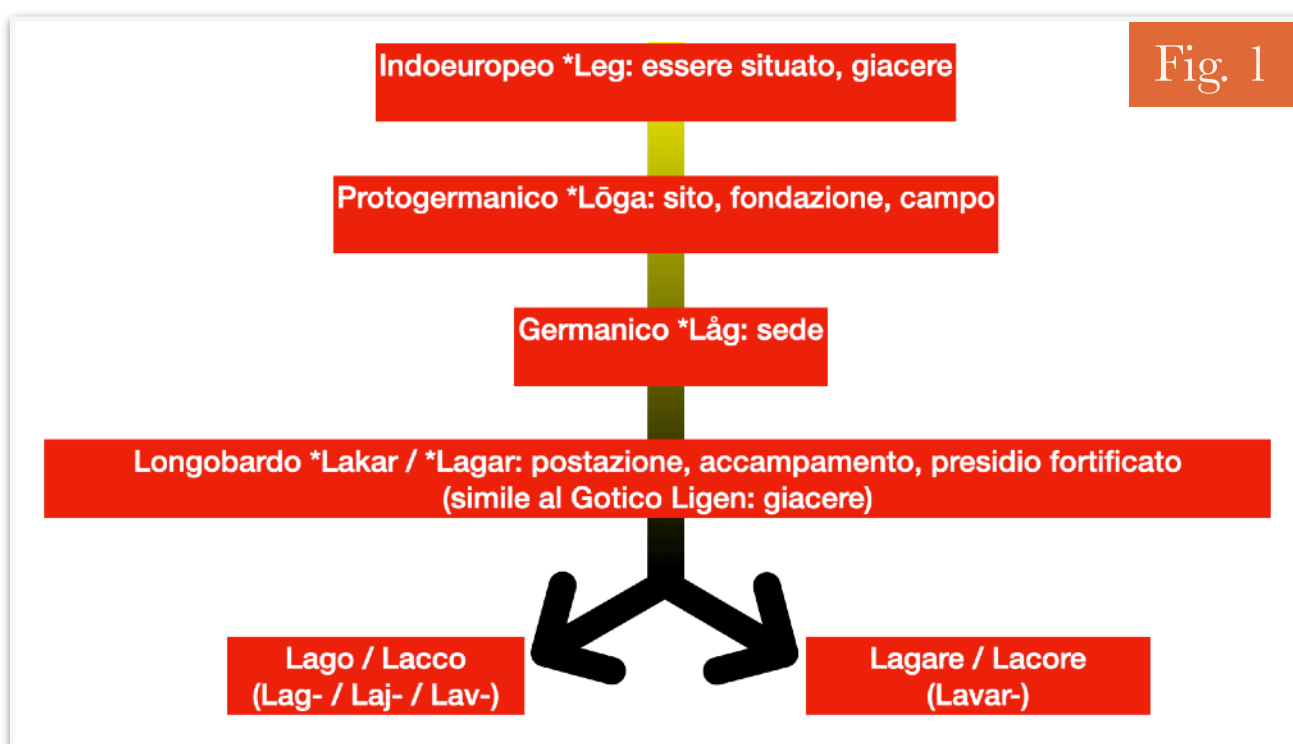 Fig. 1
Indoeuropeo *Leg: essere situato, giacere
Protogermanico *Lōga: sito, fondazione, campo
Germanico *Låg: sede
Longobardo *Lakar / *Lagar: postazione, accampamento, presidio fortificato
(simile al Gotico Ligen: giacere)
Lago / Lacco
(Lag- / Laj- / Lav-)
Lagare / Lacore
(Lavar-)